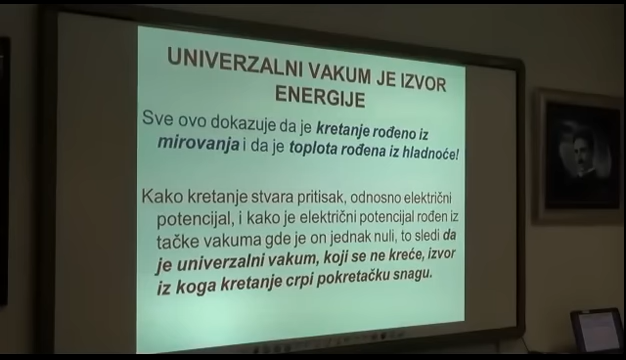 UNIVERZALNI VAKUM JE IZVOR
ENERGIJE
Sve ovo dokazuje da je kretanje rođeno iz
mirovanja i da je toplota rođena iz hladnoće!
Kako kretanje stvara pritisak, odnosno električni
potencijal, i kako je električni potencijal rođen iz
tačke vakuma gde je on jednak nuli, to sledi da
je univerzalni vakum, koji se ne kreće, izvor
iz koga kretanje crpi pokretačku snagu.